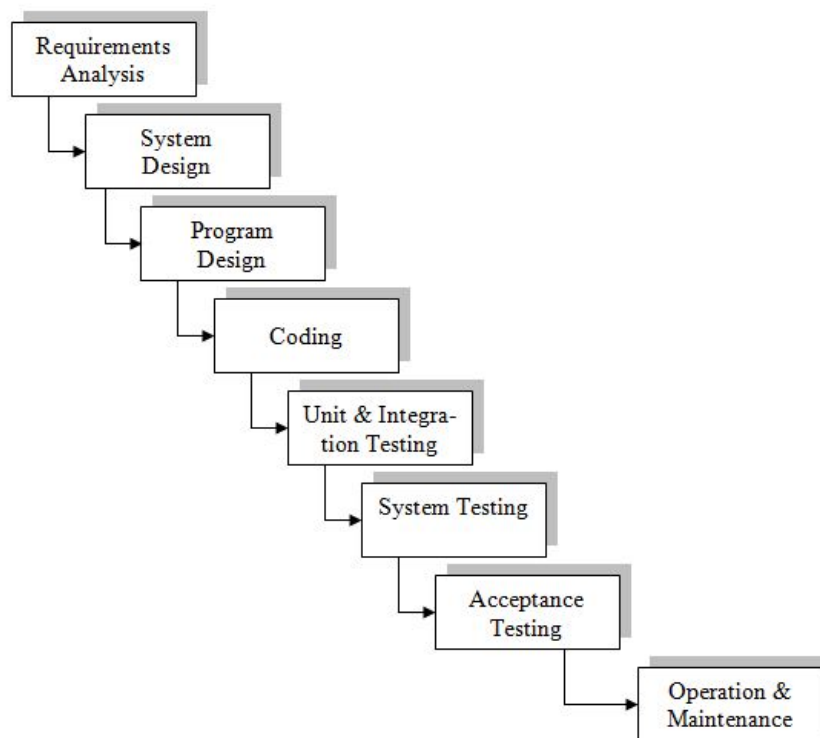 Requirements
Analysis
System
Design
Program
Design
Coding
Unit & Integra-
tion Testing
System Testing
Acceptance
Testing
Operation &
Maintenance